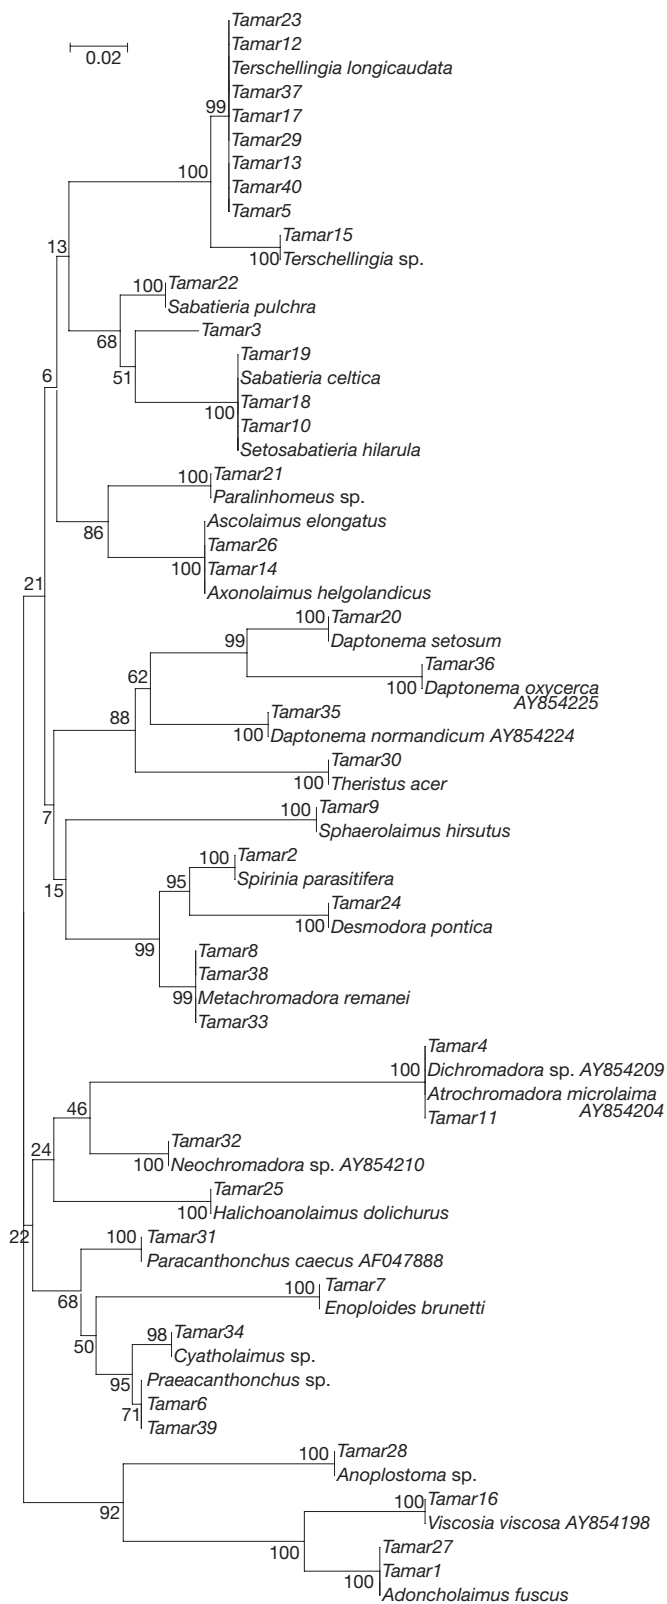 Tamar23
Tamar12
0.02
Terschellingia longicaudata
Tamar37
99
Tamar17
Tamar29
Tamar13
100
Tamar40
Tamar5
Tamar15
13
100 Terschellingia sp.
100 Tamar22
Sabatieria pulchra
Tamar3
68
Tamar19
6
51
Sabatieria celtica
100 Tamar18
Tamar10
Setosabatieria hilarula
100 Tamar21
Paralinhomeus sp.
86
Ascolaimus elongatus
Tamar26
100 Tamar14
21
Axonolaimus helgolandicus
100 Tamar20
99
Daptonema setosum
Tamar36
62
100 Daptonema oxycerca
AY854225
88
Tamar35
100 Daptonema normandicum AY854224
Tamar30
100 Theristus acer
7
100 Tamar9
Sphaerolaimus hirsutus
100 Tamar2
95
Spirinia parasitifera
15
Tamar24
100 Desmodora pontica
99
Tamar8
Tamar38
99 Metachromadora remanei
Tamar33
Tamar4
100 Dichromadora sp. AY854209
Atrochromadora microlaima
AY854204
46
Tamar11
Tamar32
24
100 Neochromadora sp. AY854210
Tamar25
100 Halichoanolaimus dolichurus
22
100 Tamar31
Paracanthonchus caecus AF047888
100 Tamar7
68
Enoploides brunetti
98 Tamar34
50
Cyatholaimus sp.
95
Praeacanthonchus sp.
71 Tamar6
Tamar39
100 Tamar28
Anoplostoma sp.
92
100 Tamar16
Viscosia viscosa AY854198
100
Tamar27
100 Tamar1
Adoncholaimus fuscus